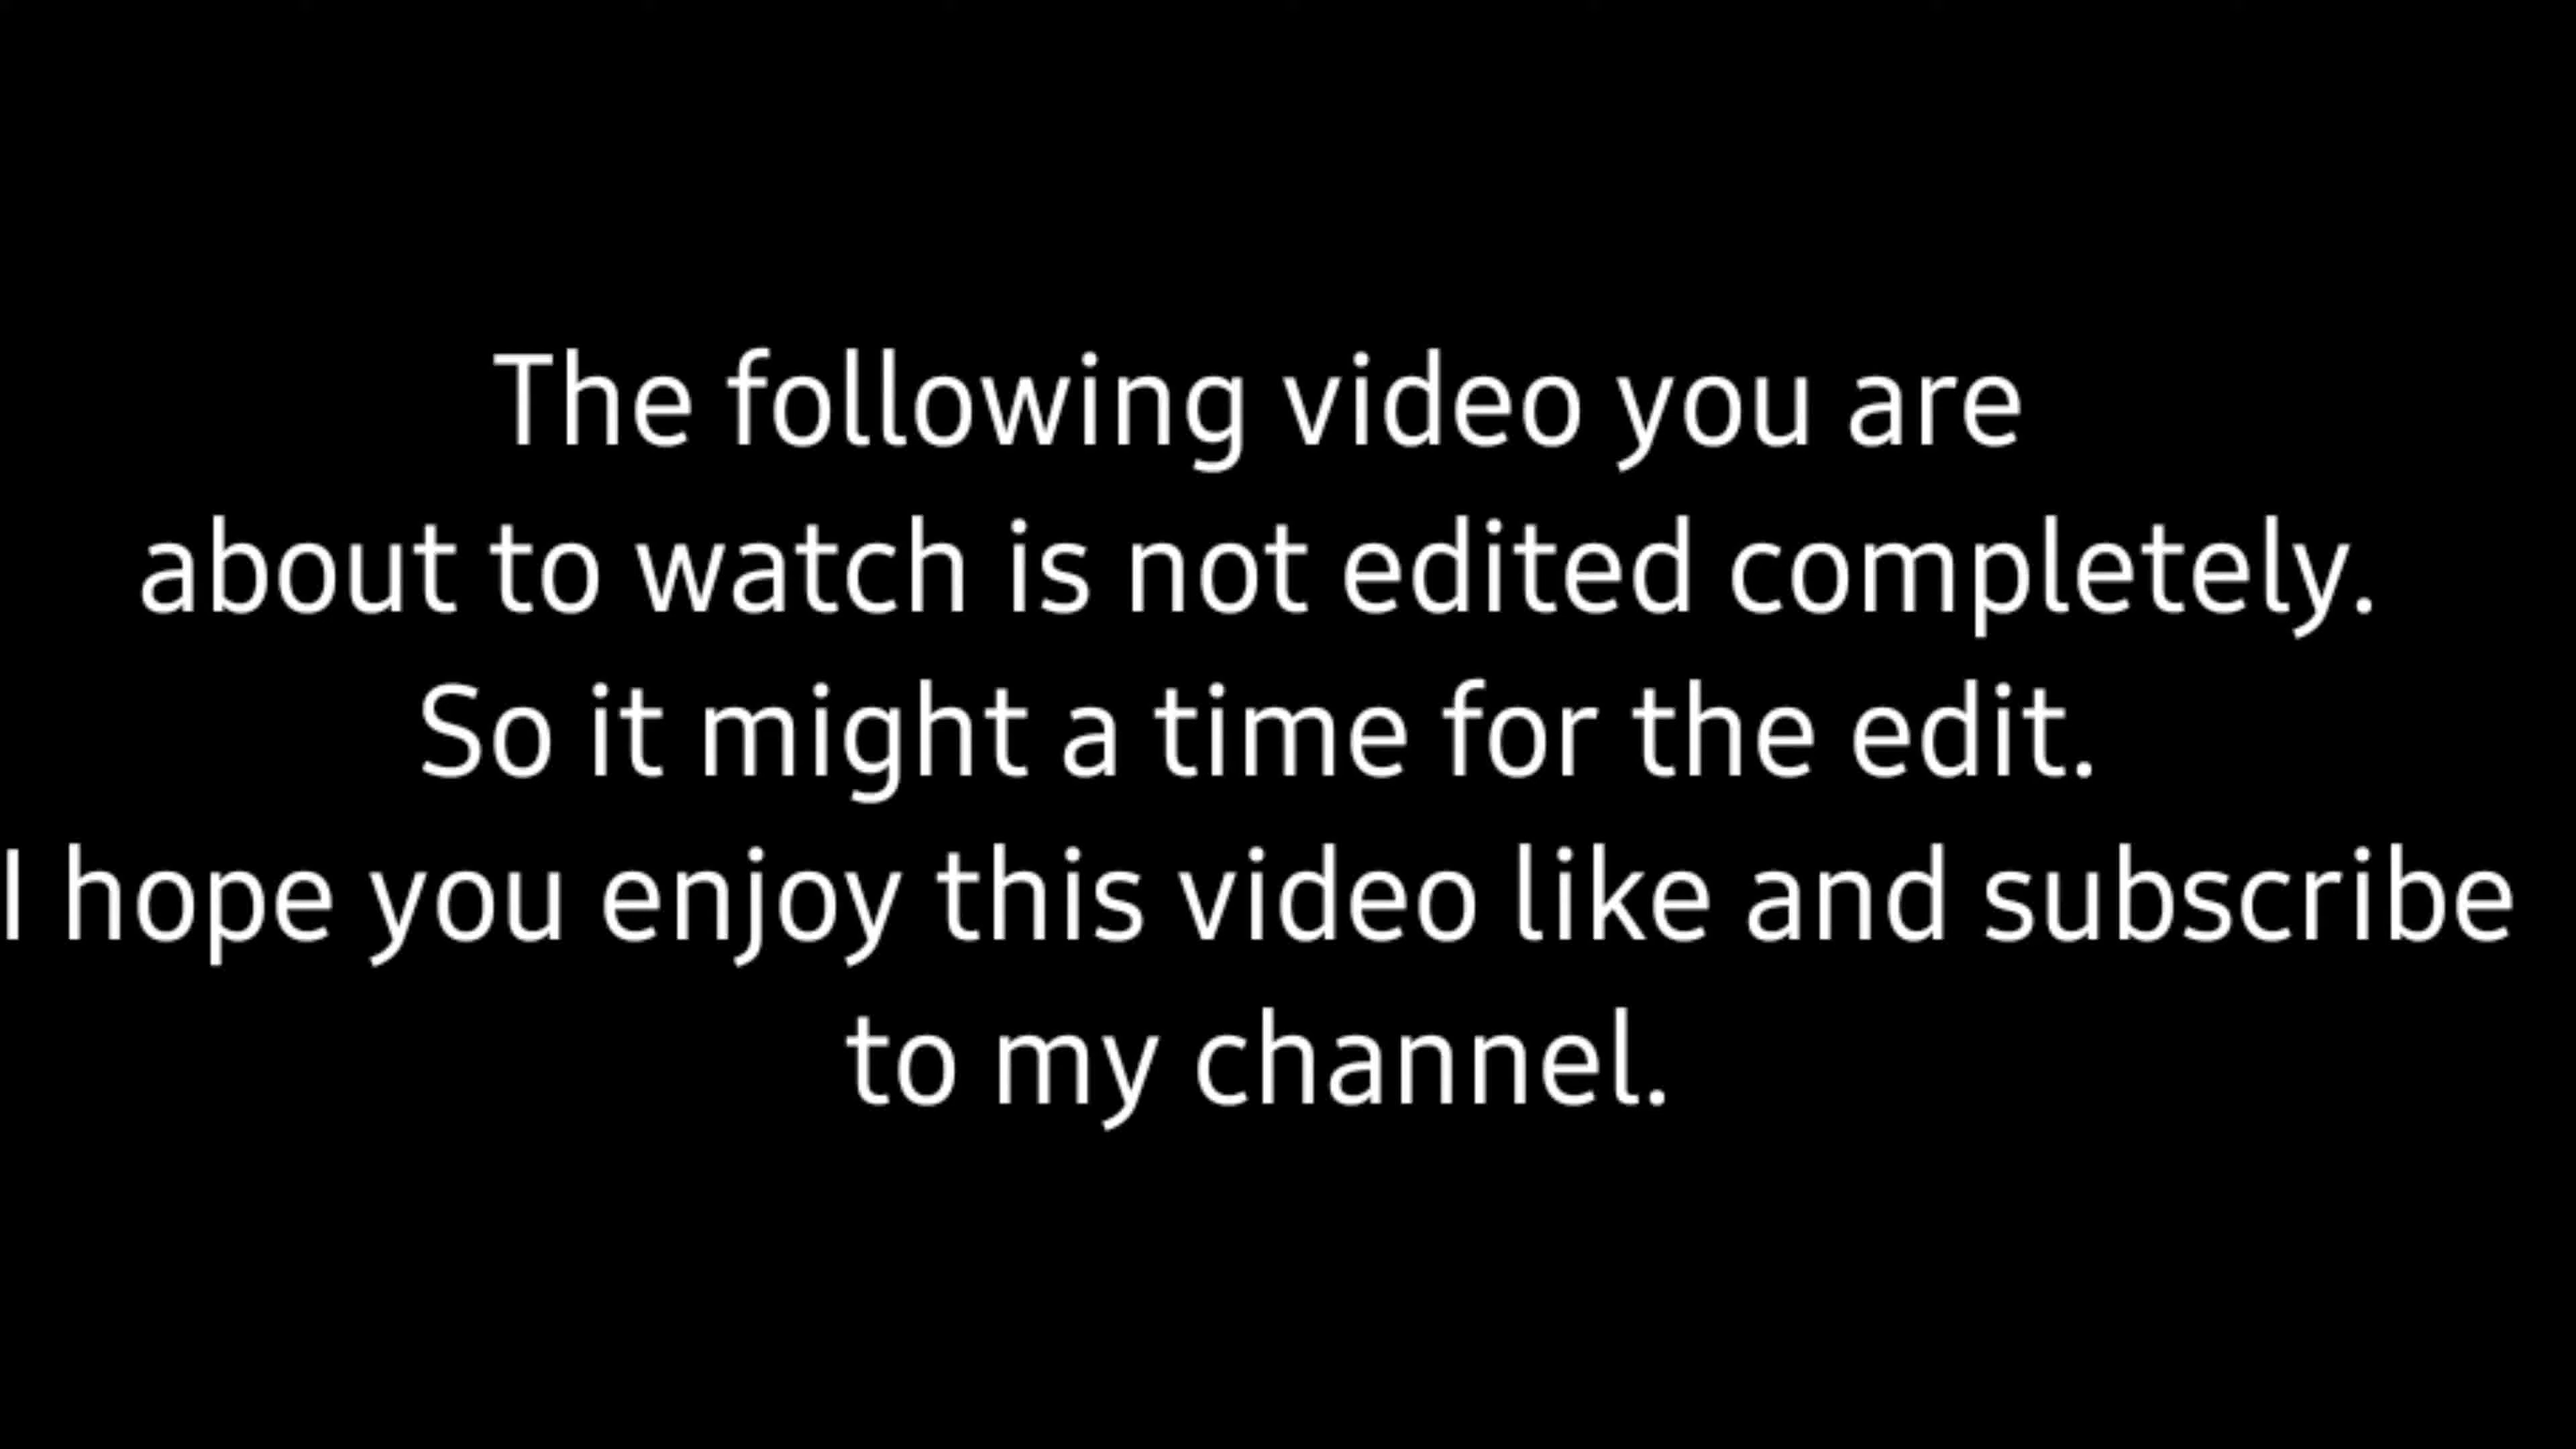 The following video you are
about to watch is not edited completely.
So it might a time for the edit.
I hope you enjoy this video like and subscribe
to my channel.